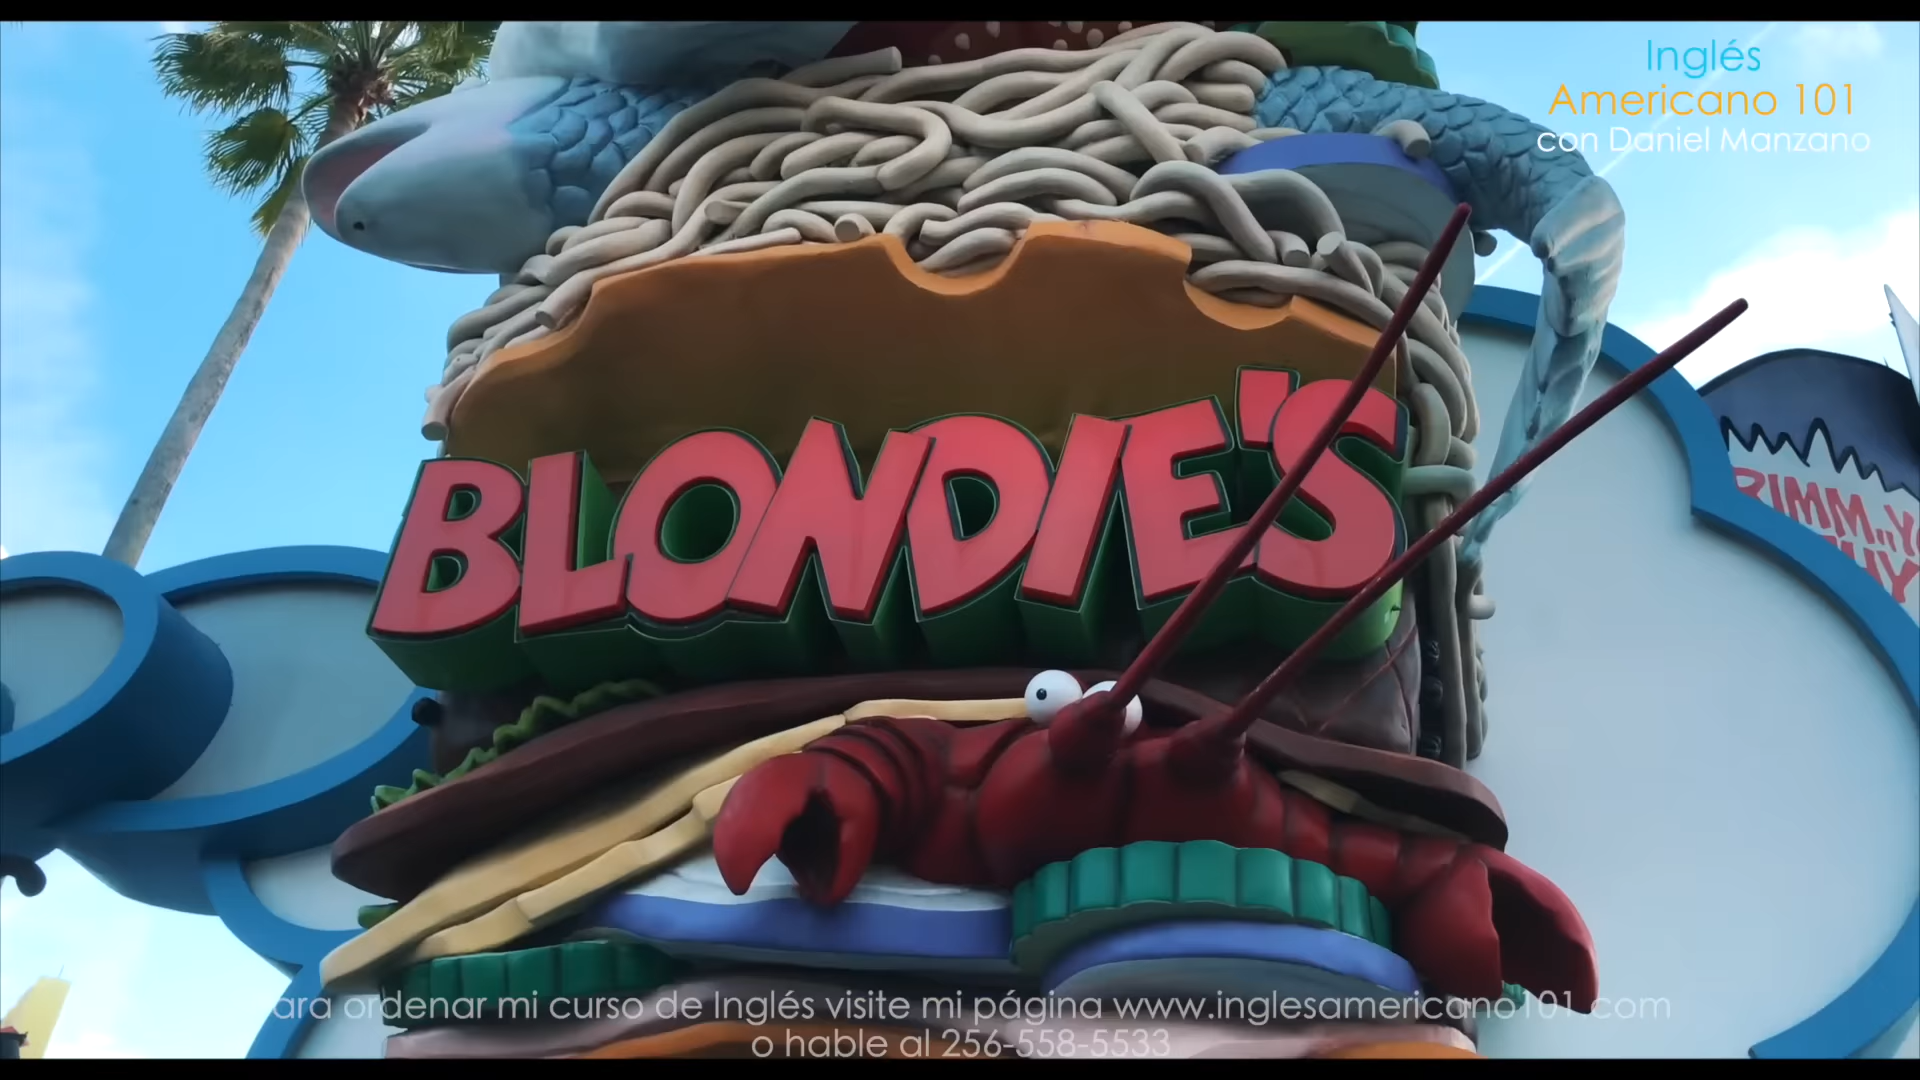 Inglés
Americano 101
con Daniel Manzano
BLONDIE'S
ara ordenar mi curso de Inglés visite mi página www.inglesamericano101.com
o hable al 256-558-5533